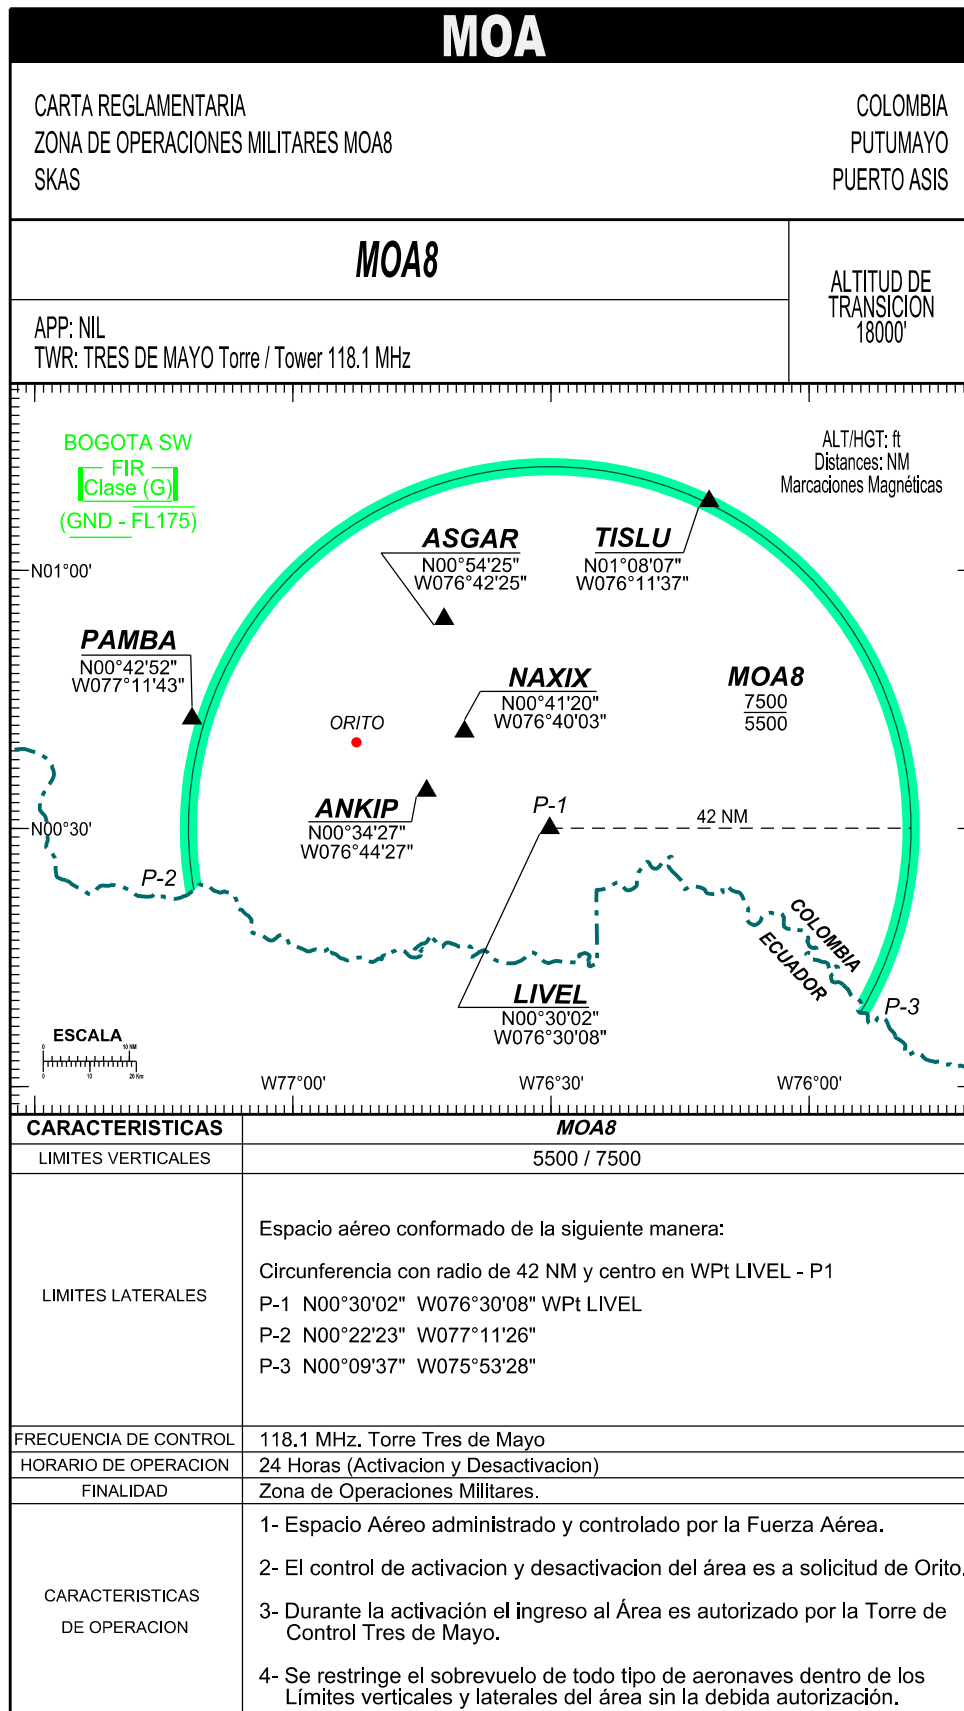 MOA
CARTA REGLAMENTARIA
ZONA DE OPERACIONES MILITARES MOA8
SKAS
COLOMBIA
PUTUMAYO
PUERTO ASIS
MOA8
APP: NIL
TWR: TRES DE MAYO Torre / Tower 118.1 MHz
ALTITUD DE
TRANSICION
18000'
BOGOTA SW
FIR
Clase (G)
(GND - FL175)
ALT/HGT: ft
Distances: NM
Marcaciones Magnéticas
ASGAR
N00°54'25"
W076°42'25"
TISLU
N01°08'07"
W076°11'37"
N01°00'
PAMBA
N00°42'52"
W077°11'43"
NAXIX
N00°41'20"
W076°40'03"
MOA8
7500
5500
ORITO
ANKIP
N00°34'27"
W076°44'27"
P-1
42 NM
N00°30'
P-2
COLOMBIA
ECUADOR
P-3
LIVEL
N00°30'02"
W076°30'08"
ESCALA
0 10 NM
0 10 20 Km
W77°00'
W76°30'
W76°00'
CARACTERISTICAS
MOA8
LIMITES VERTICALES
5500 / 7500
LIMITES LATERALES
Espacio aéreo conformado de la siguiente manera:
Circunferencia con radio de 42 NM y centro en WPt LIVEL - P1
P-1 N00°30'02" W076°30'08" WPt LIVEL
P-2 N00°22'23" W077°11'26"
P-3 N00°09'37" W075°53'28"
FRECUENCIA DE CONTROL
118.1 MHz. Torre Tres de Mayo
HORARIO DE OPERACION
24 Horas (Activacion y Desactivacion)
FINALIDAD
Zona de Operaciones Militares.
CARACTERISTICAS
DE OPERACION
1- Espacio Aéreo administrado y controlado por la Fuerza Aérea.
2- El control de activacion y desactivacion del área es a solicitud de Orito.
3- Durante la activación el ingreso al Área es autorizado por la Torre de
Control Tres de Mayo.
4- Se restringe el sobrevuelo de todo tipo de aeronaves dentro de los
Límites verticales y laterales del área sin la debida autorización.